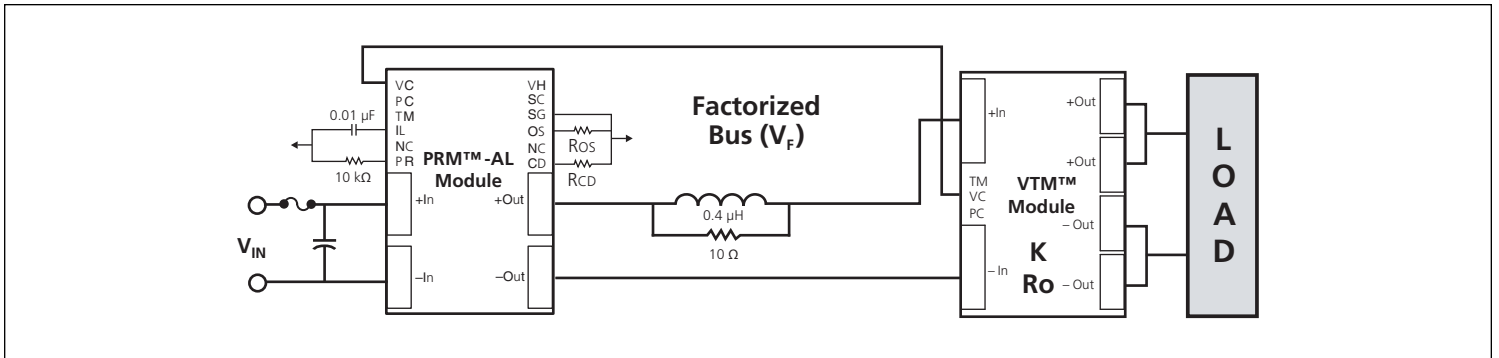 VC
PC
TM
IL
NC
PR
VH
SC
SG
OS
NC
CD
0.01 µF
10 kΩ
PRM™-AL
Module
ROS
RCD
+In
+Out
–In
–Out
VIN
Factorized
Bus (VF)
0.4 µH
10 Ω
+In
TM
VC
PC
– In
VTM™
Module
K
Ro
+Out
+Out
– Out
– Out
L
O
A
D